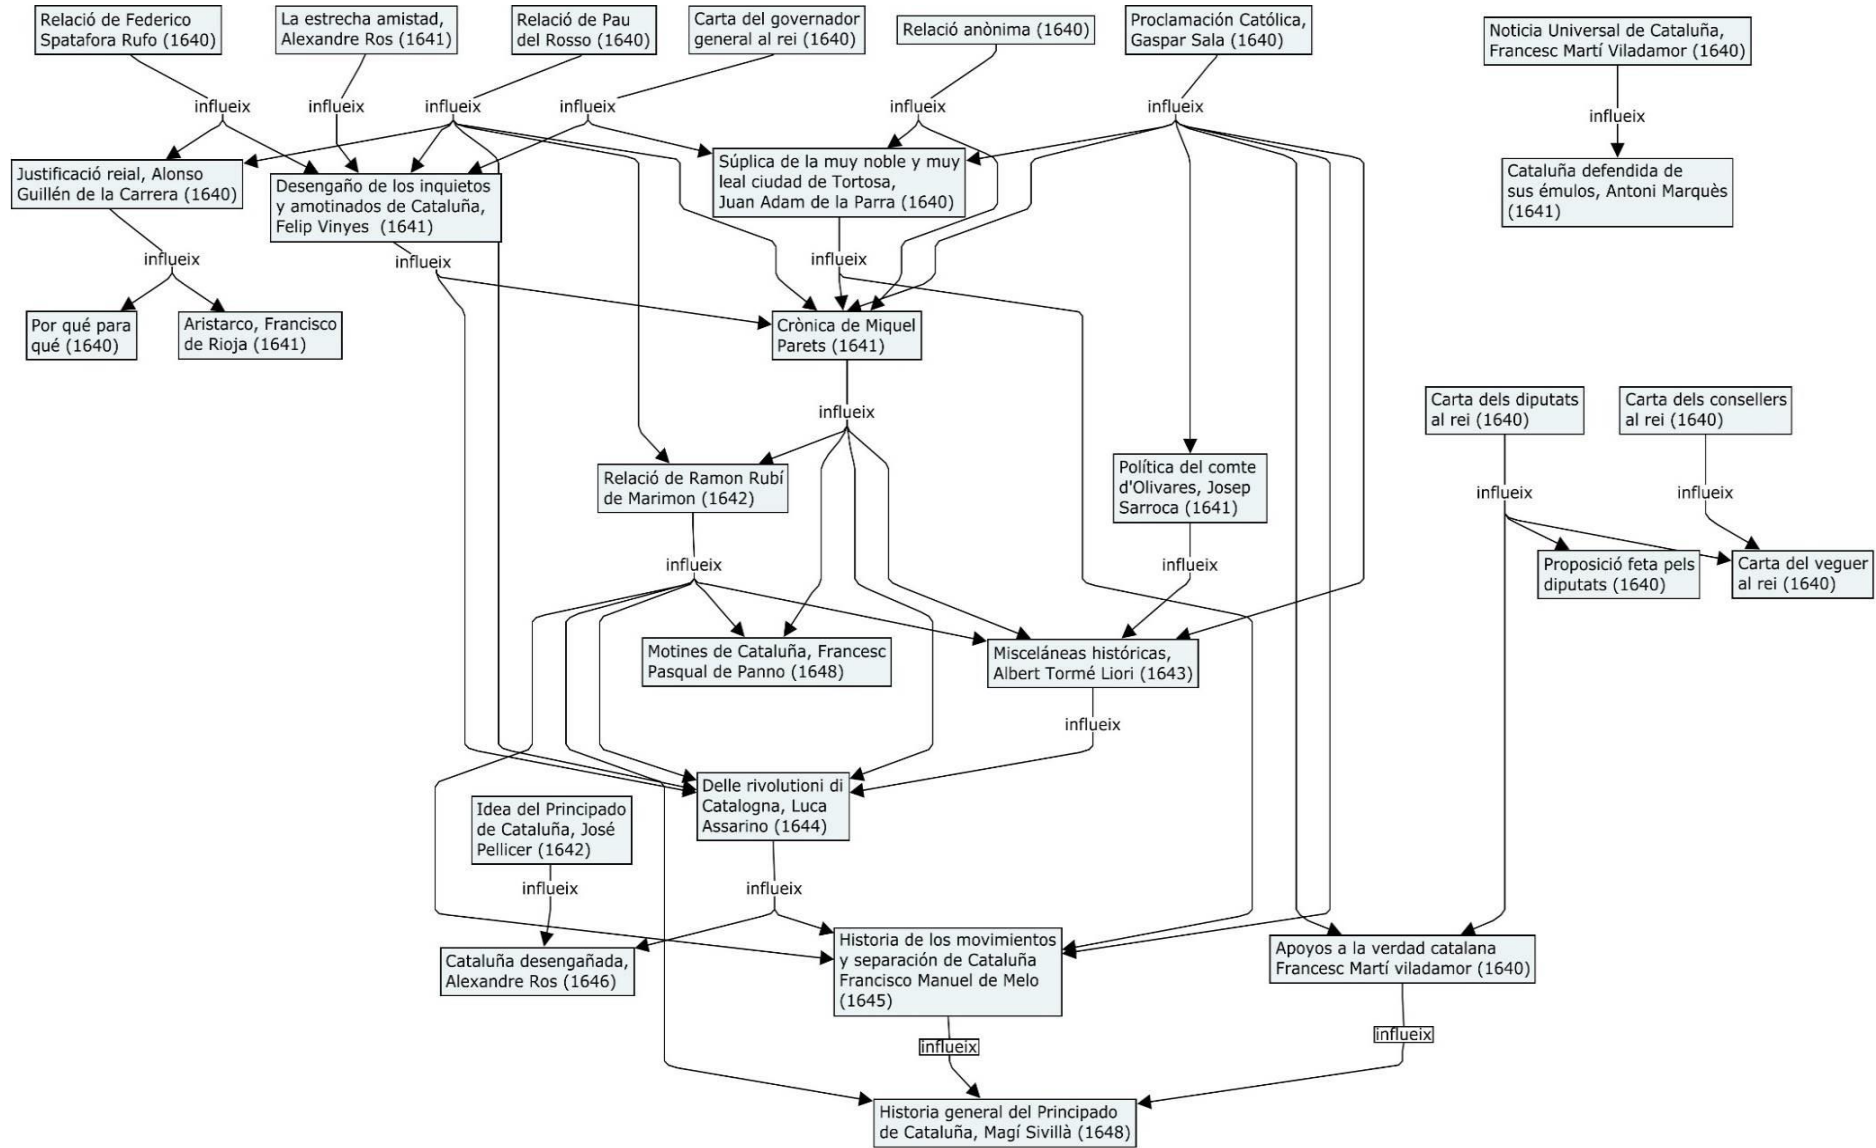 Relació de Federico
Spatafora Rufo (1640)
La estrecha amistad,
Alexandre Ros (1641)
Relació de Pau
del Rosso (1640)
Carta del governador
general al rei (1640)
Relació anònima (1640)
Proclamación Católica,
Gaspar Sala (1640)
Noticia Universal de Cataluña,
Francesc Martí Viladamor (1640)
influeix
influeix
influeix
influeix
influeix
influeix
influeix
Justificació reial, Alonso
Guillén de la Carrera (1640)
Desengaño de los inquietos
y amotinados de Cataluña,
Felip Vinyes (1641)
Súplica de la muy noble y muy
leal ciudad de Tortosa,
Juan Adam de la Parra (1640)
Cataluña defendida de
sus émulos, Antoni Marquès
(1641)
influeix
influeix
influeix
Por qué para
qué (1640)
Aristarco, Francisco
de Rioja (1641)
Crònica de Miquel
Parets (1641)
influeix
Carta dels diputats
al rei (1640)
Carta dels consellers
al rei (1640)
Relació de Ramon Rubí
de Marimon (1642)
Política del comte
d'Olivares, Josep
Sarroca (1641)
influeix
influeix
influeix
influeix
Proposició feta pels
diputats (1640)
Carta del veguer
al rei (1640)
Motines de Cataluña, Francesc
Pasqual de Panno (1648)
Misceláneas históricas,
Albert Tormé Liori (1643)
influeix
Delle rivolutioni di
Catalogna, Luca
Assarino (1644)
Idea del Principado
de Cataluña, José
Pellicer (1642)
influeix
influeix
Cataluña desengañada,
Alexandre Ros (1646)
Historia de los movimientos
y separación de Cataluña
Francisco Manuel de Melo
(1645)
Apoyos a la verdad catalana
Francesc Martí viladamor (1640)
influeix
influeix
Historia general del Principado
de Cataluña, Magí Sivillà (1648)